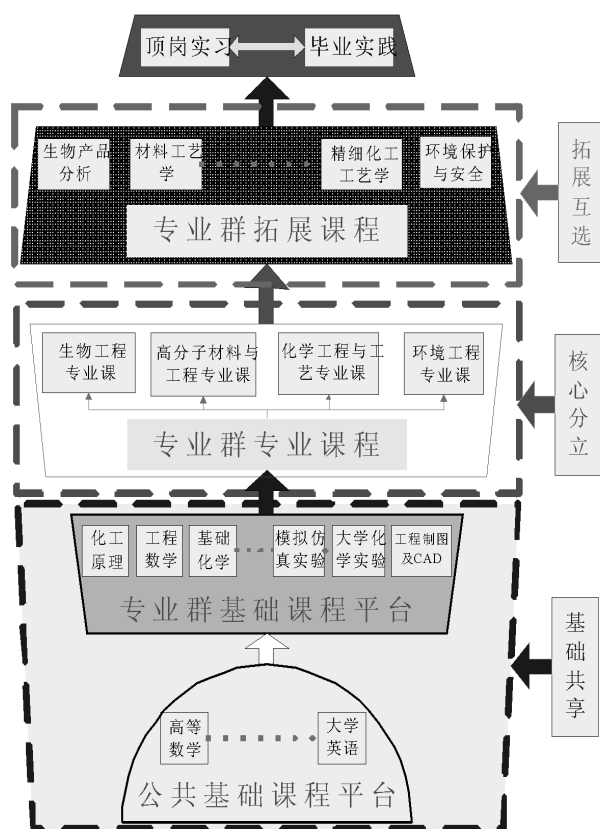 顶岗实习
毕业实践
生物产品
分析
材料工艺
学
精细化工
工艺学
环境保护
与安全
专业群拓展课程
拓
展
互
选
生物工程
专业课
高分子材料与
工程专业课
化学工程与工
艺专业课
环境工程
专业课
专业群专业课程
核
心
分
立
化工
原理
工程
数学
基础
化学
模拟仿
真实验
大学化
学实验
工程制图
及CAD
专业群基础课程平台
基
础
共
享
高等
数学
大学
英语
公共基础课程平台